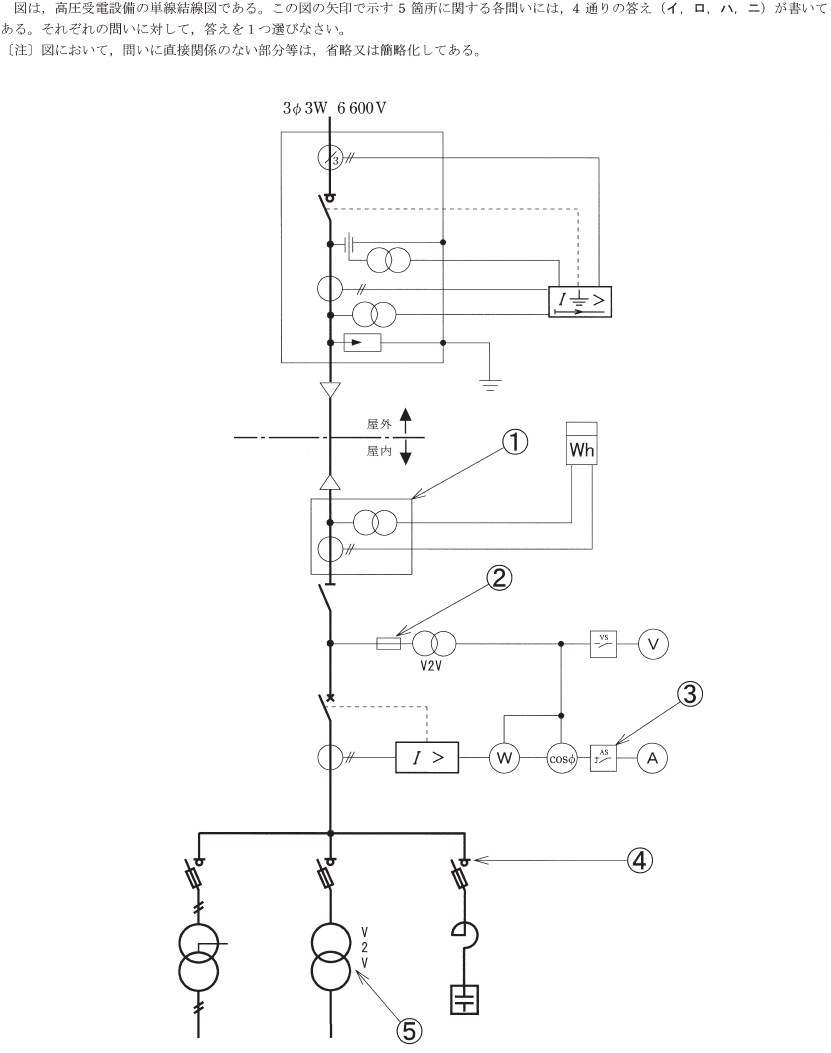 図は，高圧受電設備の単線結線図である。この図の矢印で示す 5 箇所に関する各問いには，4 通りの答え（イ，ロ，ハ，ニ）が書いて
ある。それぞれの問いに対して，答えを 1 つ選びなさい。
〔注〕図において，問いに直接関係のない部分等は，省略又は簡略化してある。
3φ3W 6 600V
3
I >
屋外
屋内
①
Wh
②
VS
V
V2V
③
I >
W
cosφ
AS
A
④
V
2
V
⑤